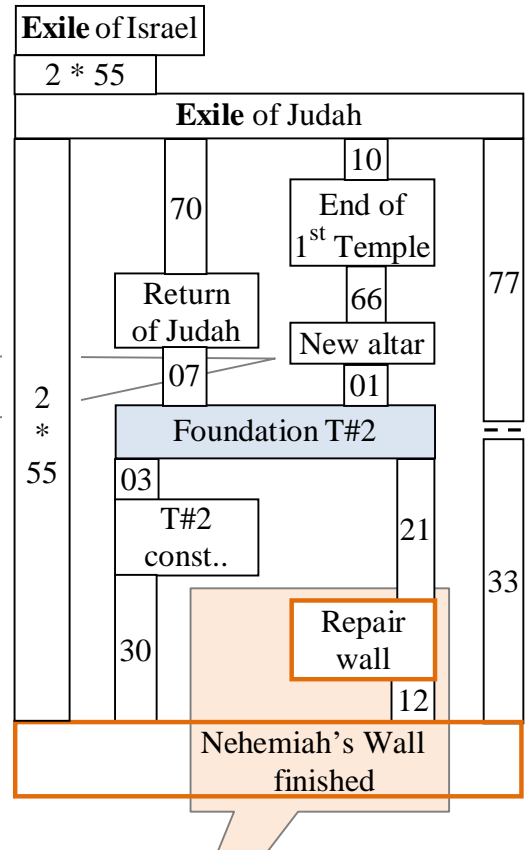 Exile of Israel
2 * 55
Exile of Judah
10
70
End of
1st Temple
77
66
Return
of Judah
New altar
07
01
2
*
55
Foundation T#2
03
T#2
const..
21
33
30
Repair
wall
12
Nehemiah’s Wall
finished